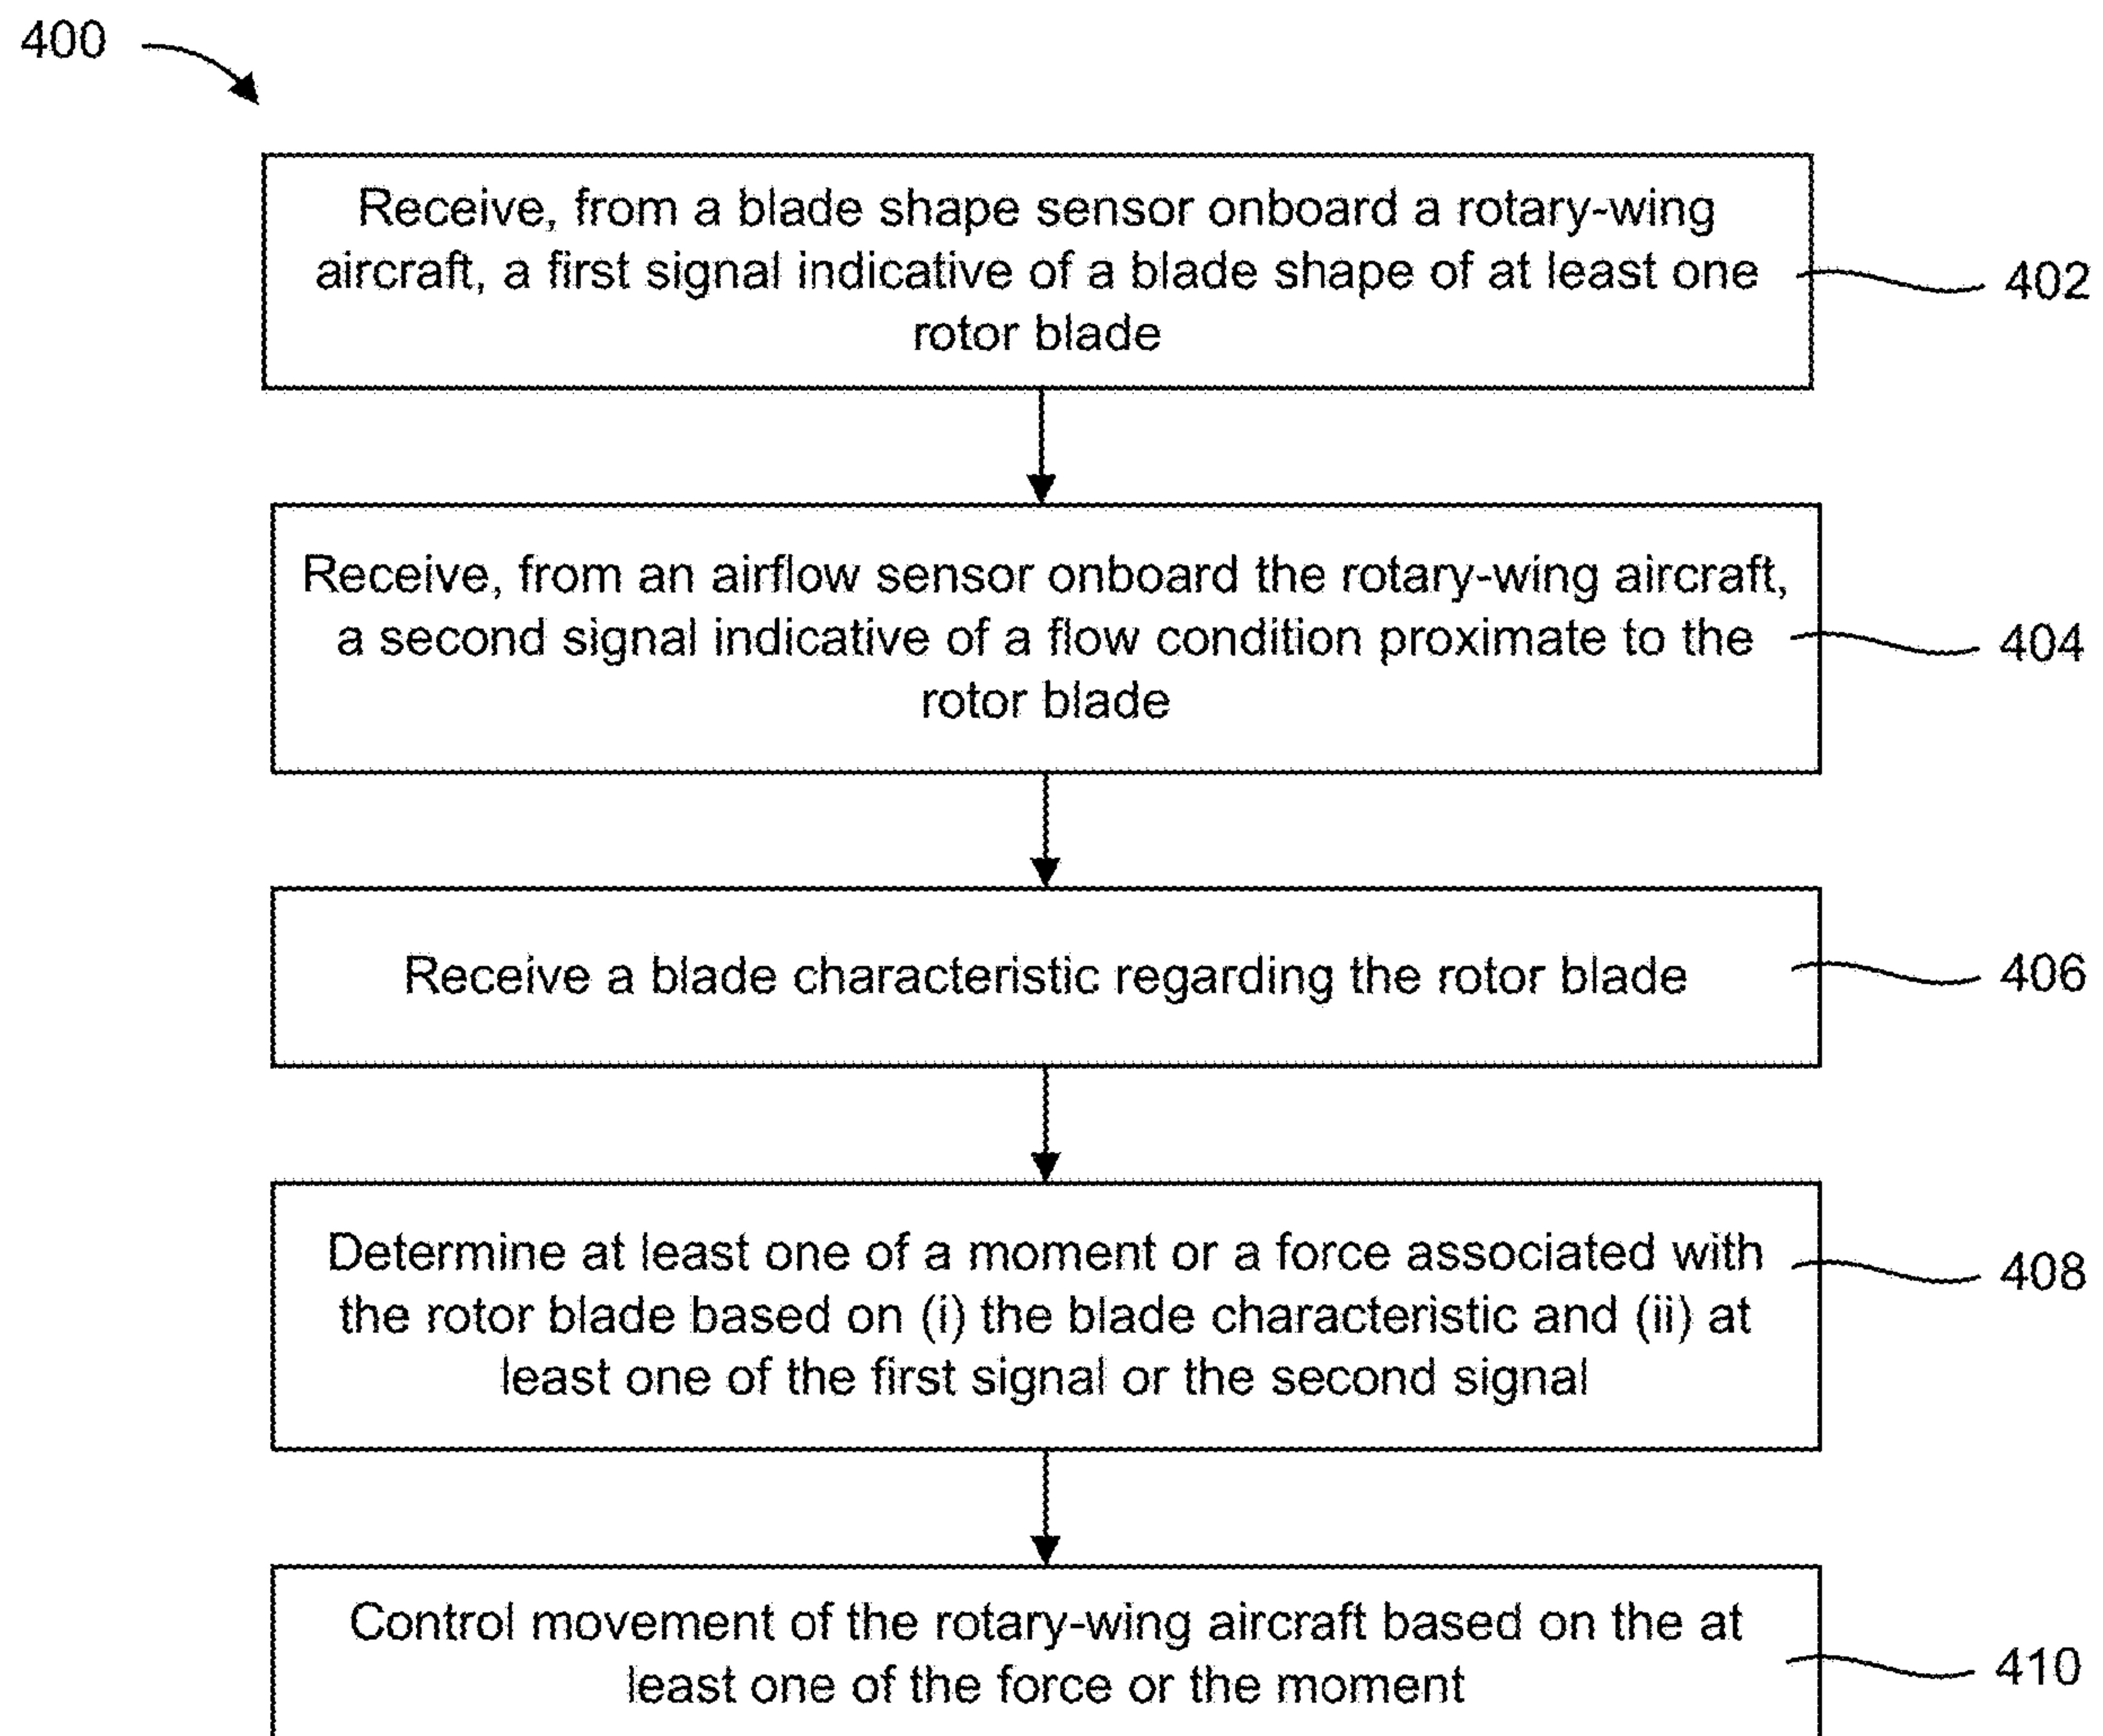 400
Receive, from a blade shape sensor onboard a rotary-wing
aircraft, a first signal indicative of a blade shape of at least one
rotor blade
402
Receive, from an airflow sensor onboard the rotary-wing aircraft,
a second signal indicative of a flow condition proximate to the
rotor blade
404
Receive a blade characteristic regarding the rotor blade
406
Determine at least one of a moment or a force associated with
the rotor blade based on (i) the blade characteristic and (ii) at
least one of the first signal or the second signal
408
Control movement of the rotary-wing aircraft based on the at
least one of the force or the moment
410